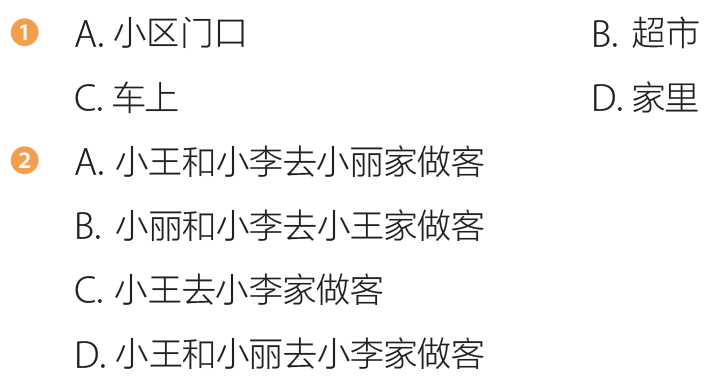 1 A. 小区门口 B. 超市
C. 车上 D. 家里
2 A. 小王和小李去小丽家做客
B. 小丽和小李去小王家做客
C. 小王去小李家做客
D. 小王和小丽去小李家做客